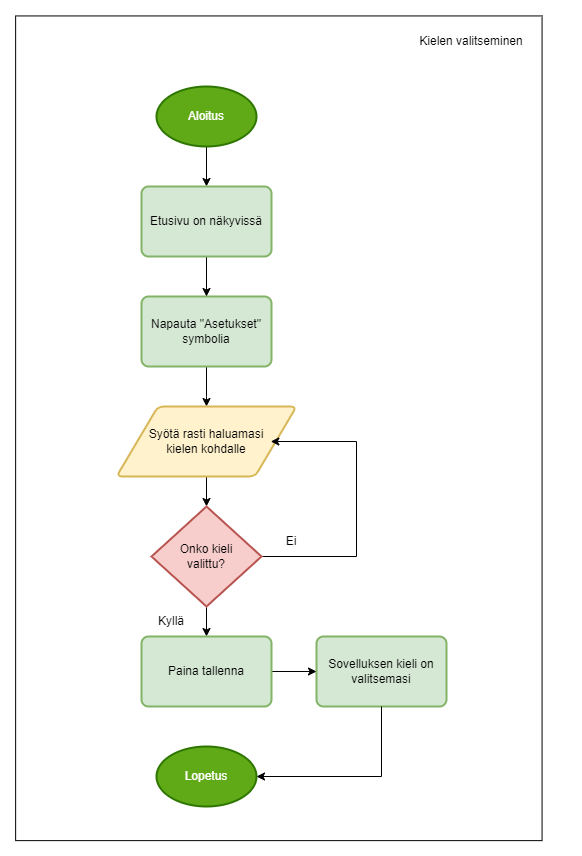 Kielen valitseminen
Aloitus
Etusivu on näkyvissä
Napauta "Asetukset"
symbolia
Syötä rasti haluamasi
kielen kohdalle
Onko kieli
valittu?
Ei
Kyllä
Paina tallenna
Sovelluksen kieli on
valitsemasi
Lopetus